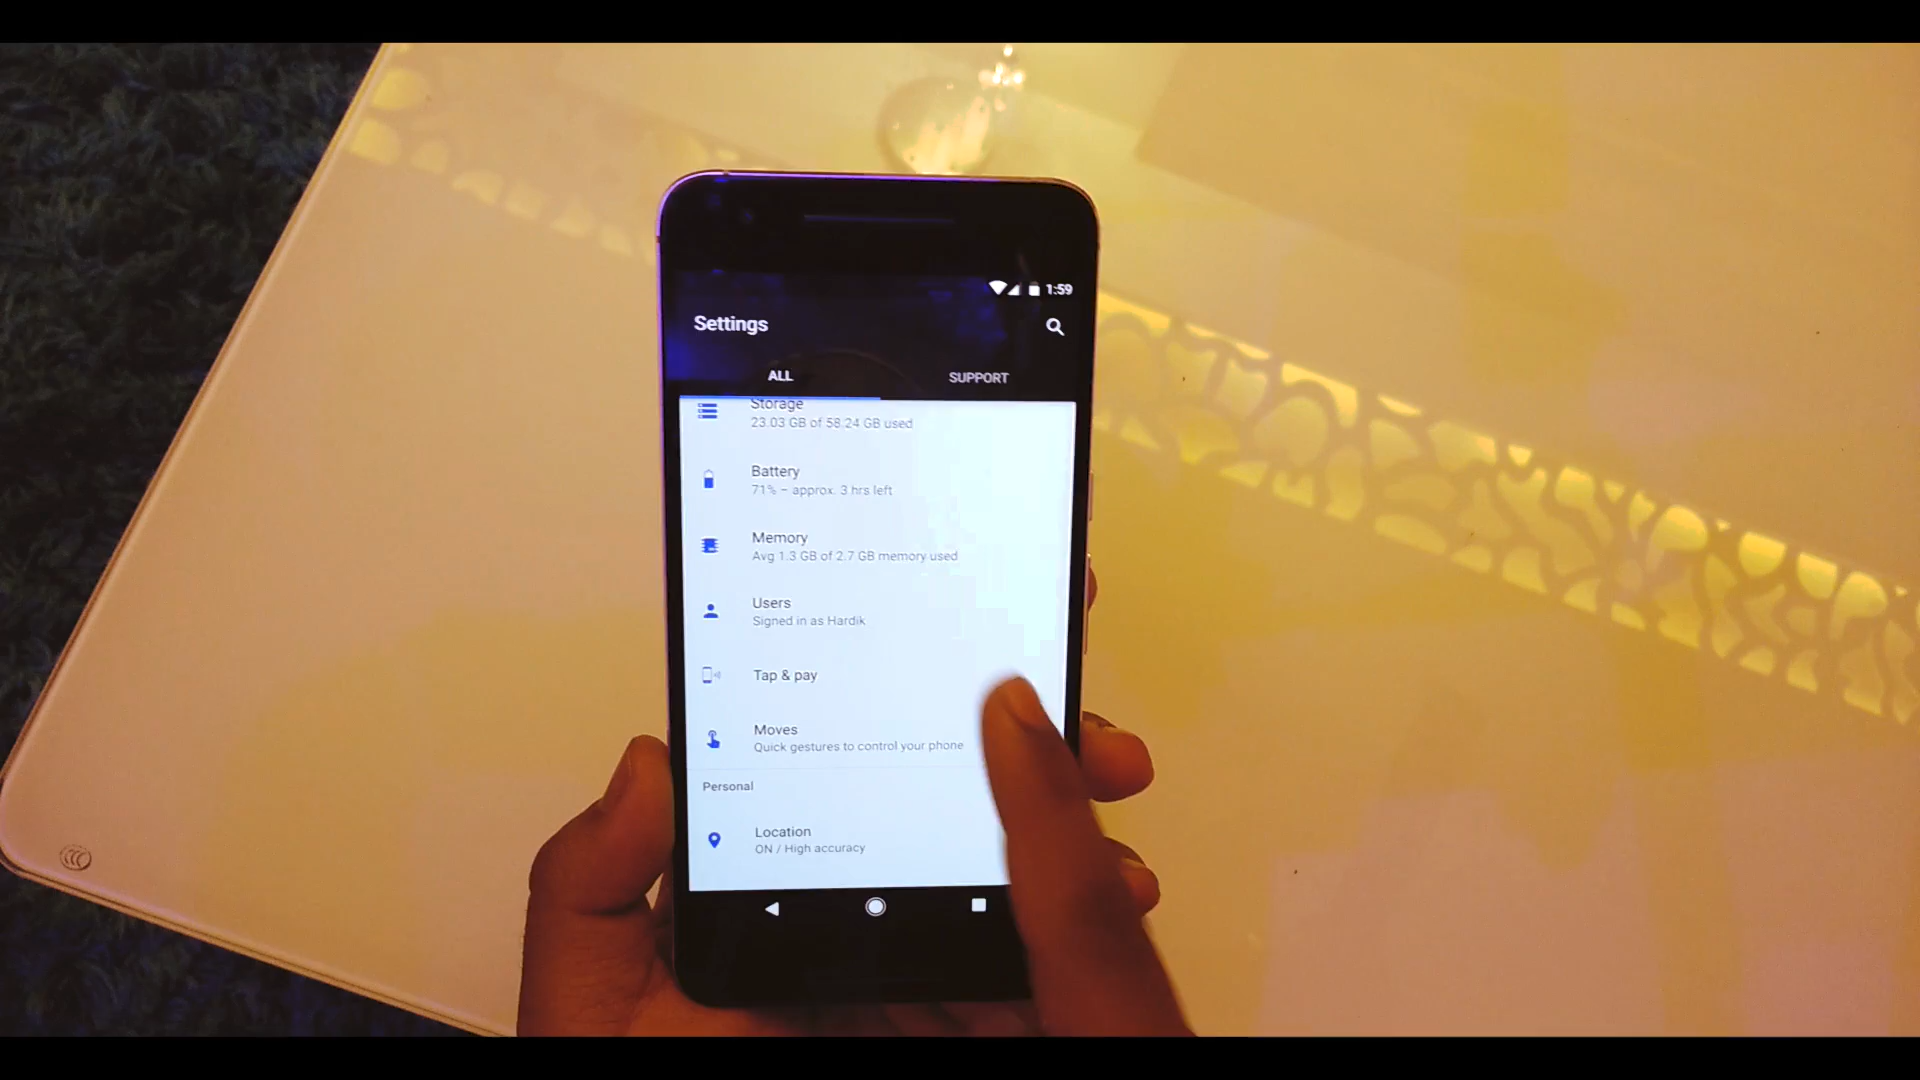 1:59
Settings
ALL
SUPPORT
Storage
23.03 GB of 58.24 GB used
Battery
71% – approx. 3 hrs left
Memory
Avg 1.3 GB of 2.7 GB memory used
Users
Signed in as Hardik
Tap & pay
Moves
Quick gestures to control your phone
Personal
Location
ON / High accuracy